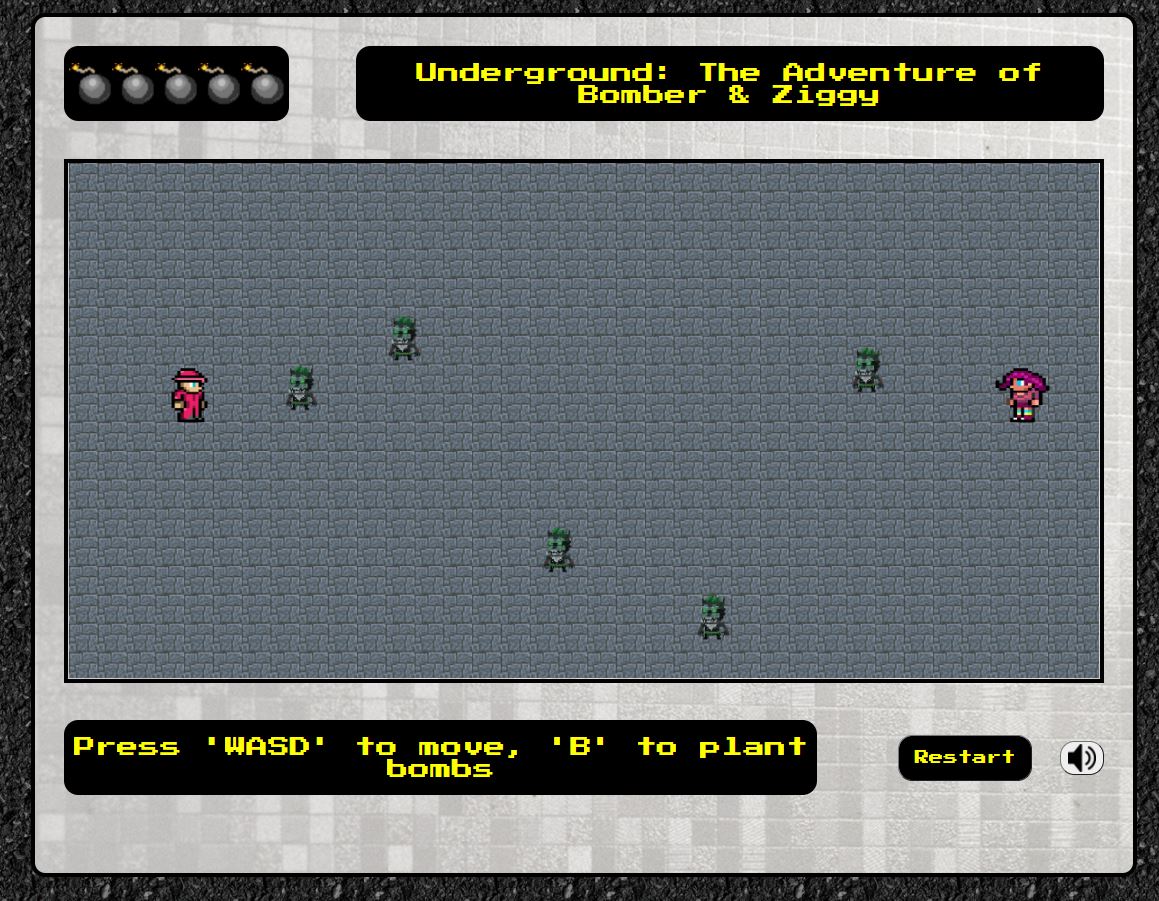 Underground: The Adventure of
Bomber & Ziggy
Press 'WASD' to move, 'B' to plant
bombs
Restart